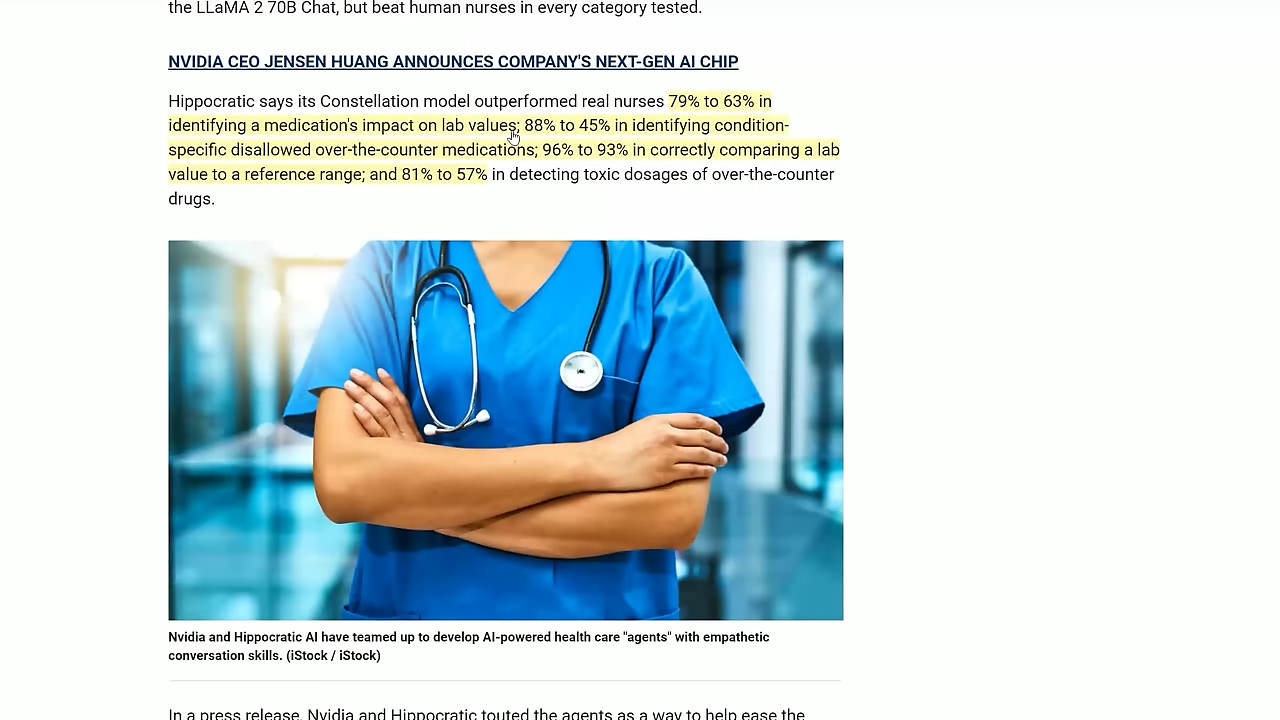 the LLaMA 2 70B Chat, but beat human nurses in every category tested.
NVIDIA CEO JENSEN HUANG ANNOUNCES COMPANY'S NEXT-GEN AI CHIP
Hippocratic says its Constellation model outperformed real nurses 79% to 63% in
identifying a medication's impact on lab values; 88% to 45% in identifying condition-
specific disallowed over-the-counter medications; 96% to 93% in correctly comparing a lab
value to a reference range; and 81% to 57% in detecting toxic dosages of over-the-counter
drugs.
Nvidia and Hippocratic AI have teamed up to develop AI-powered health care "agents" with empathetic
conversation skills. (iStock / iStock)
In a press release, Nvidia and Hippocratic touted the agents as a way to help ease the